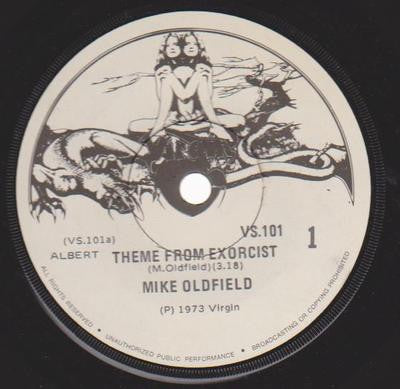 VS.101
(VS.101a)
1
ALBERT
THEME FROM EXORCIST
(M.Oldfield)(3.18)
MIKE OLDFIELD
(P) 1973 Virgin
ALL RIGHTS RESERVED • UNAUTHORIZED PUBLIC PERFORMANCE • BROADCASTING OR COPYING PROHIBITED